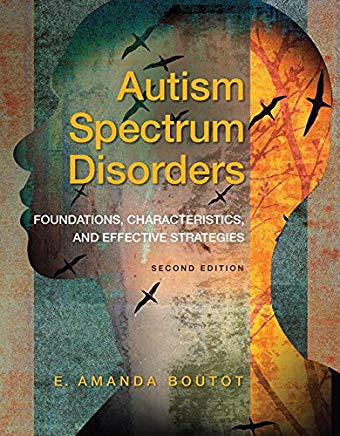 Autism
Spectrum
Disorders
FOUNDATIONS, CHARACTERISTICS,
AND EFFECTIVE STRATEGIES
SECOND EDITION
E. AMANDA BOUTOT